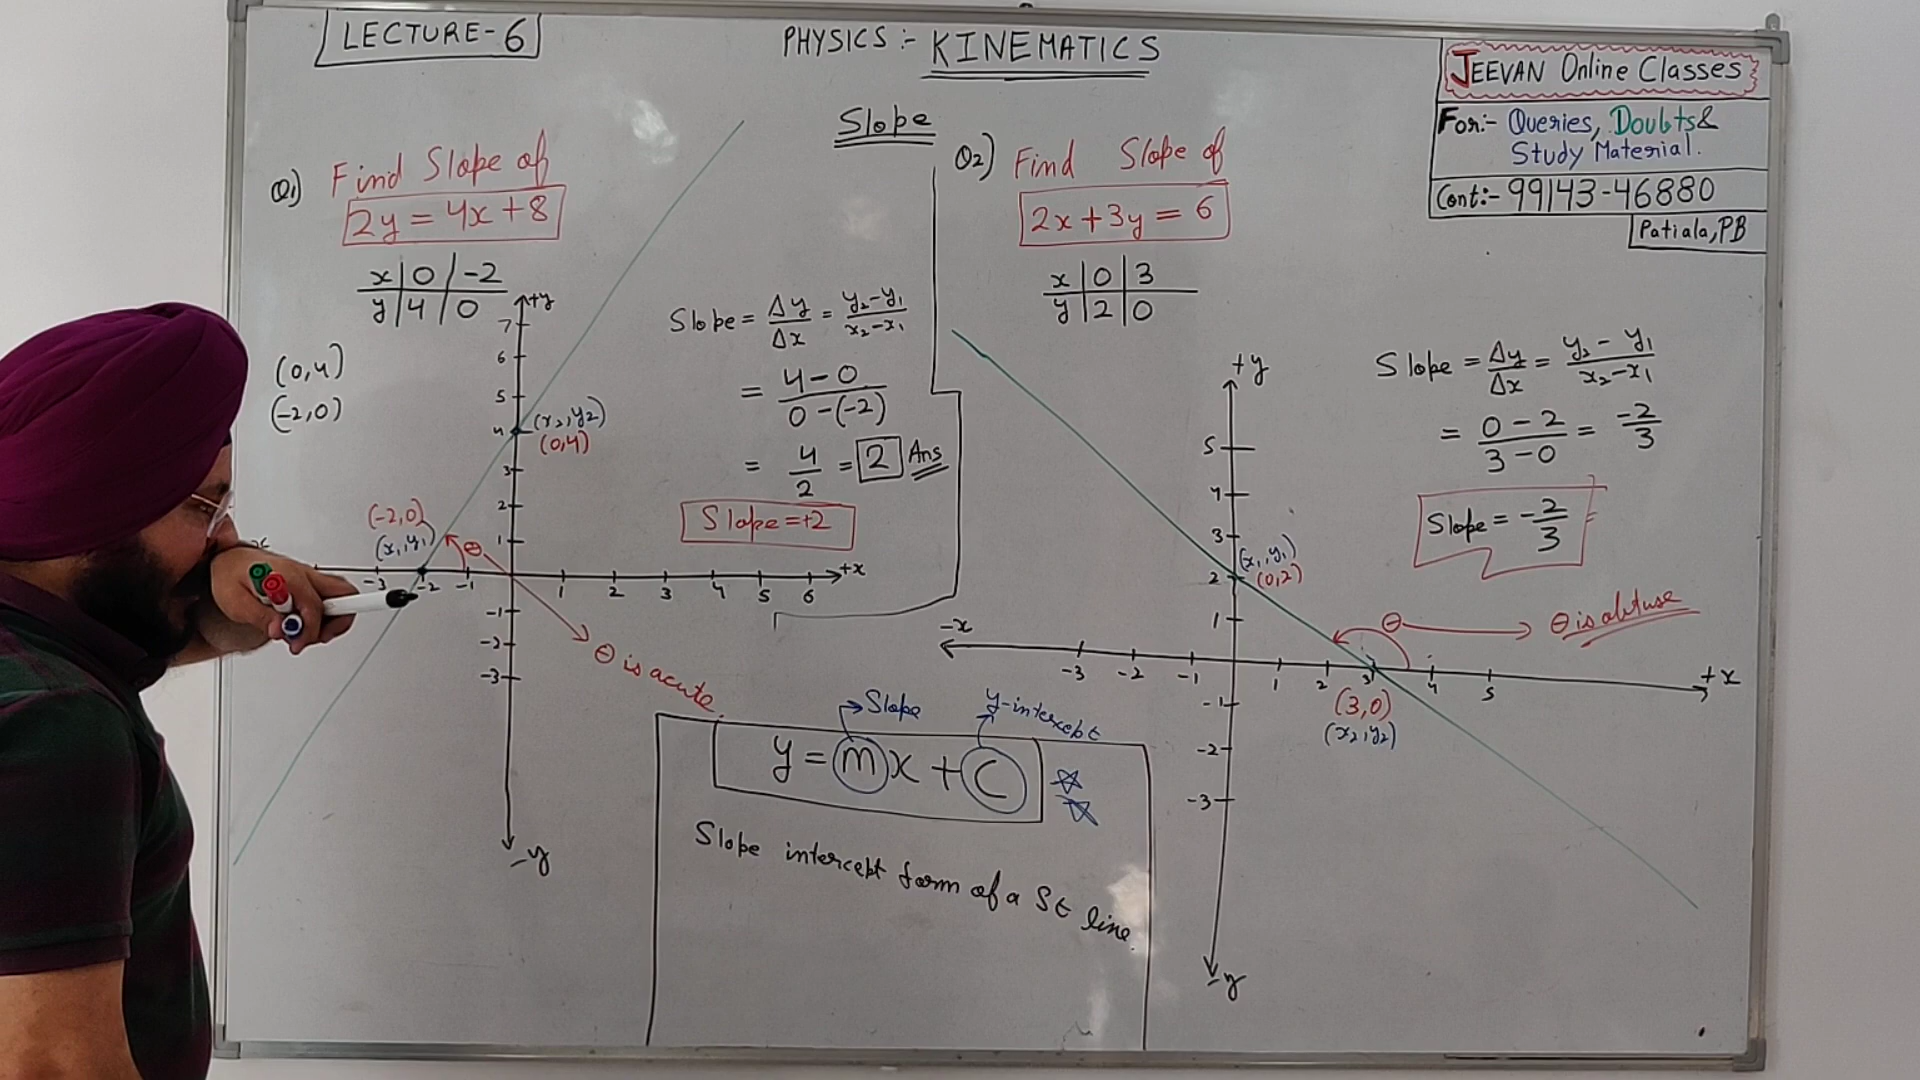 LECTURE-6
PHYSICS:- KINEMATICS
JEEVAN Online Classes
For:- Queries, Doubts &
Study Material.
Cont:- 99143-46880
Patiala, PB
Slope
Q1) Find Slope of
2y = 4x + 8
x | 0 | -2
y | 4 | 0
(0,4)
(-2,0)
Slope = Δy/Δx = y₂-y₁/x₂-x₁
= 4-0/0-(-2)
= 4/2 = 2 Ans
Slope = +2
+y
7
6
5
4 (x₂,y₂)
(0,4)
3
2
1
(-2,0)
(x₁,y₁)
θ
-3 -2 -1 1 2 3 4 5 6 +x
-1
-2
-3
-y
θ is acute
Q2) Find Slope of
2x + 3y = 6
x | 0 | 3
y | 2 | 0
Slope = Δy/Δx = y₂-y₁/x₂-x₁
= 0-2/3-0 = -2/3
Slope = -2/3
+y
5
4
3
(x₁,y₁)
2 (0,2)
1
θ
θ is obtuse
-x -3 -2 -1 1 2 3 4 5 +x
(3,0)
(x₂,y₂)
-1
-2
-3
-y
Slope
y-intercept
y = mx + c
Slope intercept form of a St line.